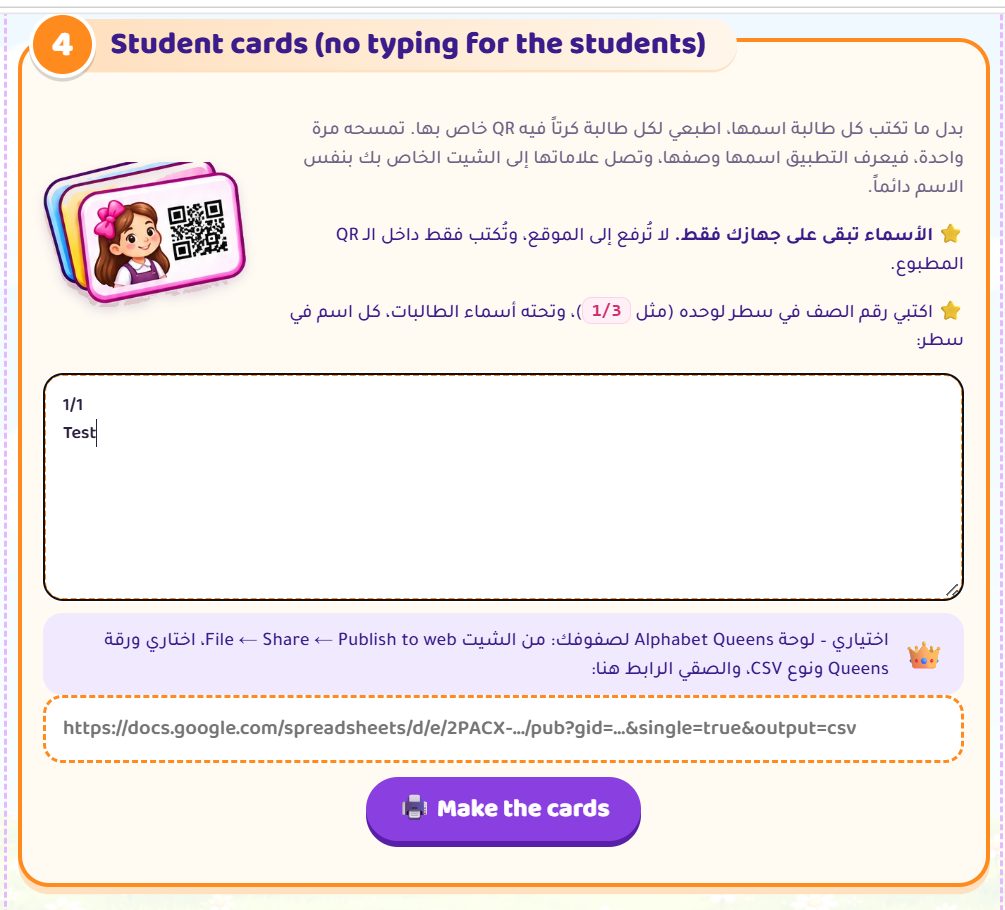 4
Student cards (no typing for the students)
بدل ما تكتب كل طالبة اسمها، اطبعي لكل طالبة كرتاً فيه QR خاص بها. تمسحه مرة
واحدة، فيعرف التطبيق اسمها وصفها، وتصل علاماتها إلى الشيت الخاص بك بنفس
الاسم دائماً.
الأسماء تبقى على جهازك فقط. لا تُرفع إلى الموقع، وتُكتب فقط داخل الـ QR
المطبوع.
اكتبي رقم الصف في سطر لوحده (مثل 1/3)، وتحته أسماء الطالبات، كل اسم في
سطر:
1/1
Test
اختياري - لوحة Alphabet Queens لصفوفك: من الشيت File ← Share ← Publish to web، اختاري ورقة
Queens ونوع CSV، والصقي الرابط هنا:
https://docs.google.com/spreadsheets/d/e/2PACX-.../pub?gid=...&single=true&output=csv
Make the cards